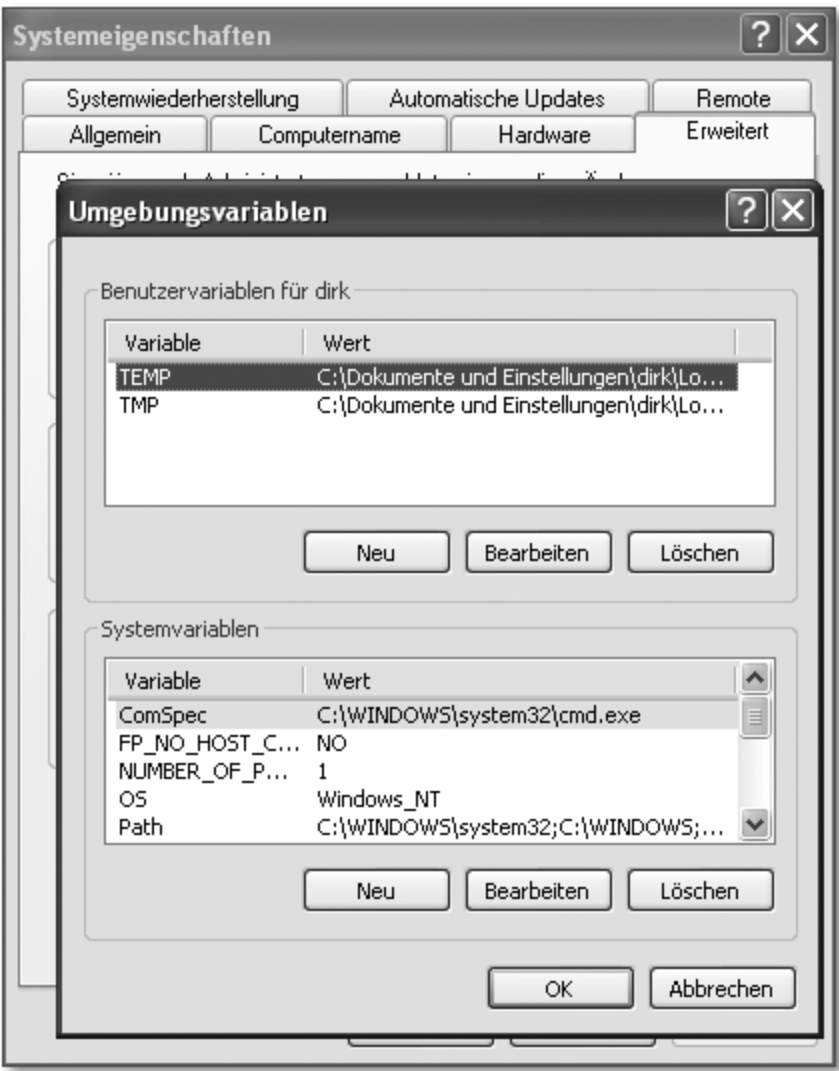 Systemeigenschaften
Systemwiederherstellung Automatische Updates Remote
Allgemein Computername Hardware Erweitert
Umgebungsvariablen
Benutzervariablen für dirk
Variable Wert
TEMP C:\Dokumente und Einstellungen\dirk\Lo...
TMP C:\Dokumente und Einstellungen\dirk\Lo...
Neu Bearbeiten Löschen
Systemvariablen
Variable Wert
ComSpec C:\WINDOWS\system32\cmd.exe
FP_NO_HOST_C... NO
NUMBER_OF_P... 1
OS Windows_NT
Path C:\WINDOWS\system32;C:\WINDOWS;...
Neu Bearbeiten Löschen
OK Abbrechen